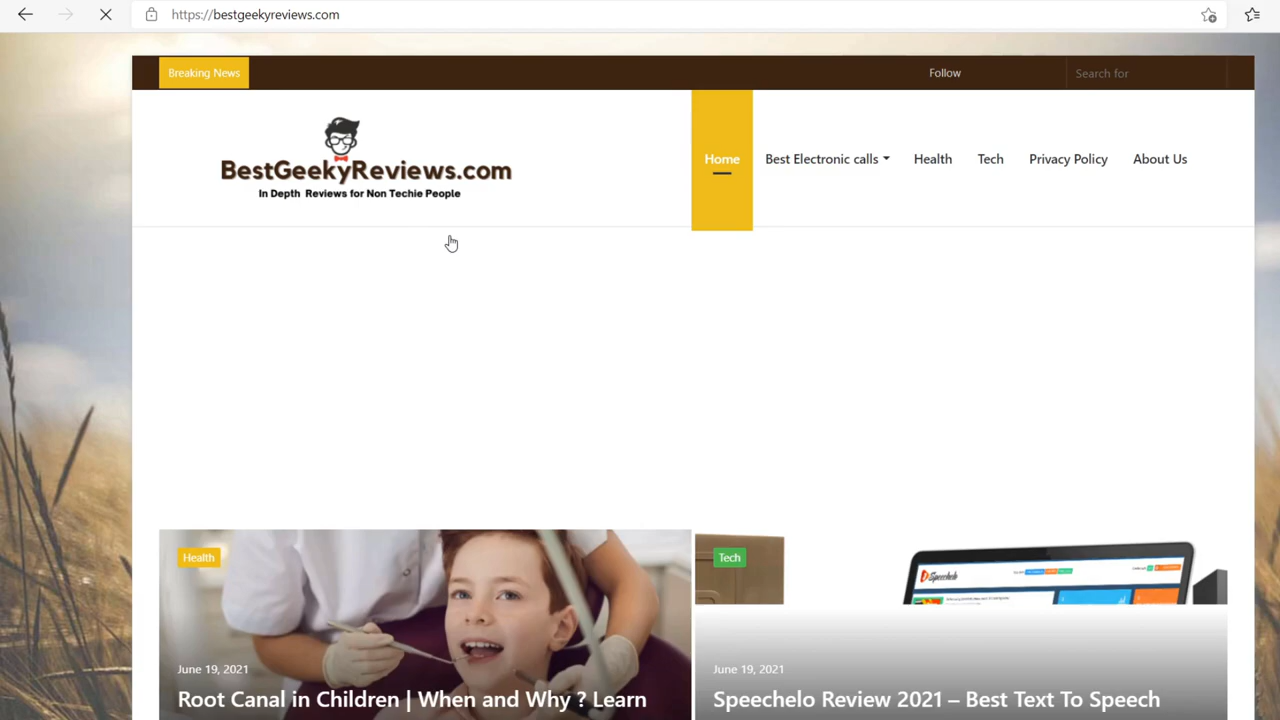 https://bestgeekyreviews.com
Breaking News
Follow
Search for
BestGeekyReviews.com
In Depth Reviews for Non Techie People
Home
Best Electronic calls
Health
Tech
Privacy Policy
About Us
Health
June 19, 2021
Root Canal in Children | When and Why ? Learn
Tech
Speechelo
June 19, 2021
Speechelo Review 2021 – Best Text To Speech